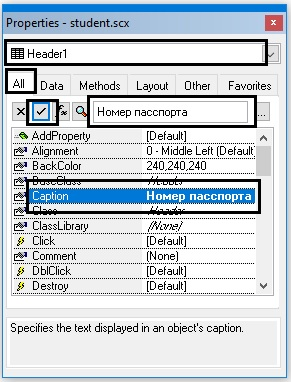 Properties - student.scx
Header1
All Data Methods Layout Other Favorites
Номер пасспорта ...
AddProperty [Default]
Alignment 0 - Middle Left (Default)
BackColor 240,240,240
BaseClass Header
Caption Номер пасспорта
Class Header
ClassLibrary (None)
Click [Default]
Comment (None)
DblClick [Default]
Destroy [Default]
Specifies the text displayed in an object's caption.